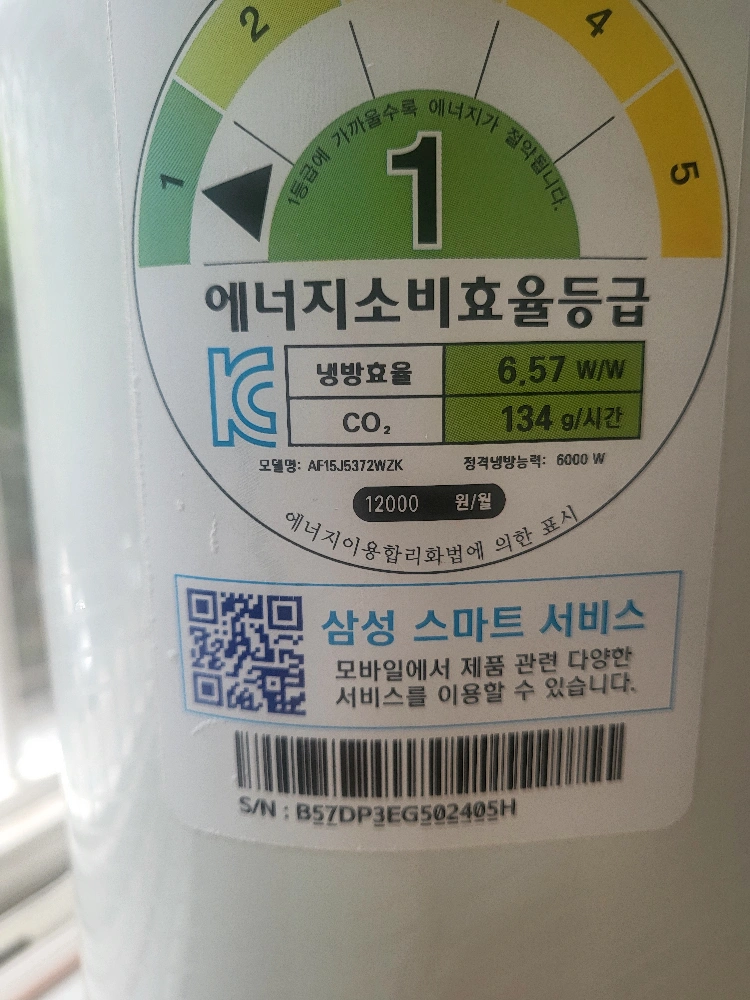 2
4
1
5
1등급에 가까울수록 에너지가 절약됩니다.
1
에너지소비효율등급
냉방효율 6.57 W/W
CO₂ 134 g/시간
모델명: AF15J5372WZK 정격냉방능력: 6000 W
12000 원/월
에너지이용합리화법에 의한 표시
삼성 스마트 서비스
모바일에서 제품 관련 다양한
서비스를 이용할 수 있습니다.
S/N : B57DP3EG502405H